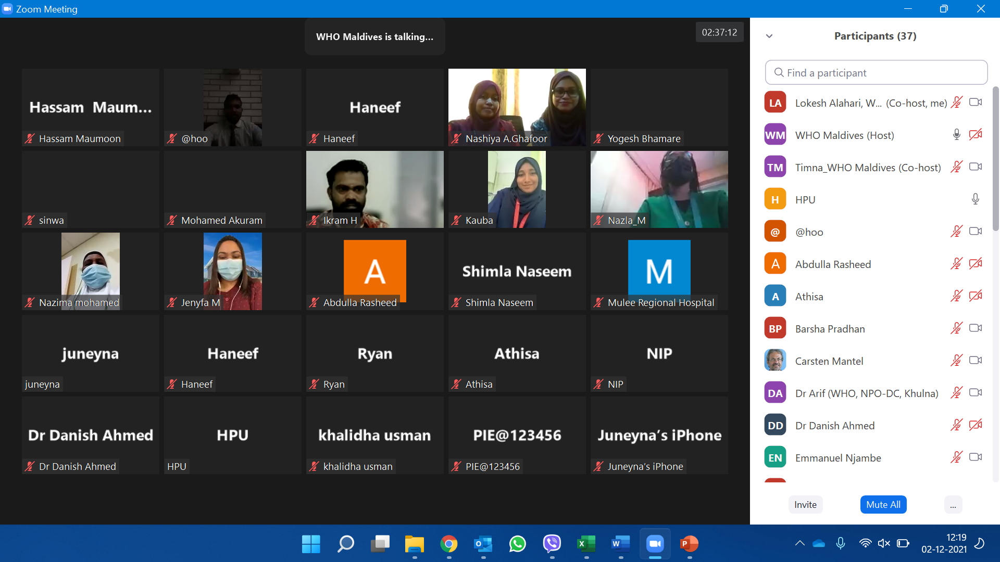 Zoom Meeting
WHO Maldives is talking...
02:37:12
Hassam Maum...
Hassam Maumoon
@hoo
Haneef
Haneef
Nashiya A.Ghafoor
Yogesh Bhamare
sinwa
Mohamed Akuram
Ikram H
Kauba
Nazla_M
Nazima mohamed
Jenyfa M
A
Abdulla Rasheed
Shimla Naseem
Shimla Naseem
M
Mulee Regional Hospital
juneyna
juneyna
Haneef
Haneef
Ryan
Ryan
Athisa
Athisa
NIP
NIP
Dr Danish Ahmed
Dr Danish Ahmed
HPU
HPU
khalidha usman
khalidha usman
PIE@123456
PIE@123456
Juneyna's iPhone
Juneyna's iPhone
Participants (37)
Find a participant
LA Lokesh Alahari, W... (Co-host, me)
WM WHO Maldives (Host)
TM Timna_WHO Maldives (Co-host)
H HPU
@ @hoo
A Abdulla Rasheed
A Athisa
BP Barsha Pradhan
Carsten Mantel
DA Dr Arif (WHO, NPO-DC, Khulna)
DD Dr Danish Ahmed
EN Emmanuel Njambe
Invite Mute All ...
12:19
02-12-2021